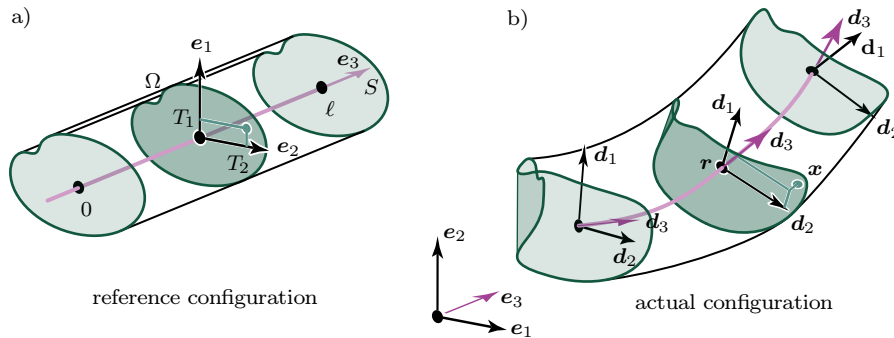 a)
b)
e₁
Ω
e₃
S
T₁
ℓ
e₂
T₂
0
reference configuration
d₃
d₁
d₂
d₁
d₃
r
x
d₂
d₁
d₃
d₂
e₂
e₃
e₁
actual configuration